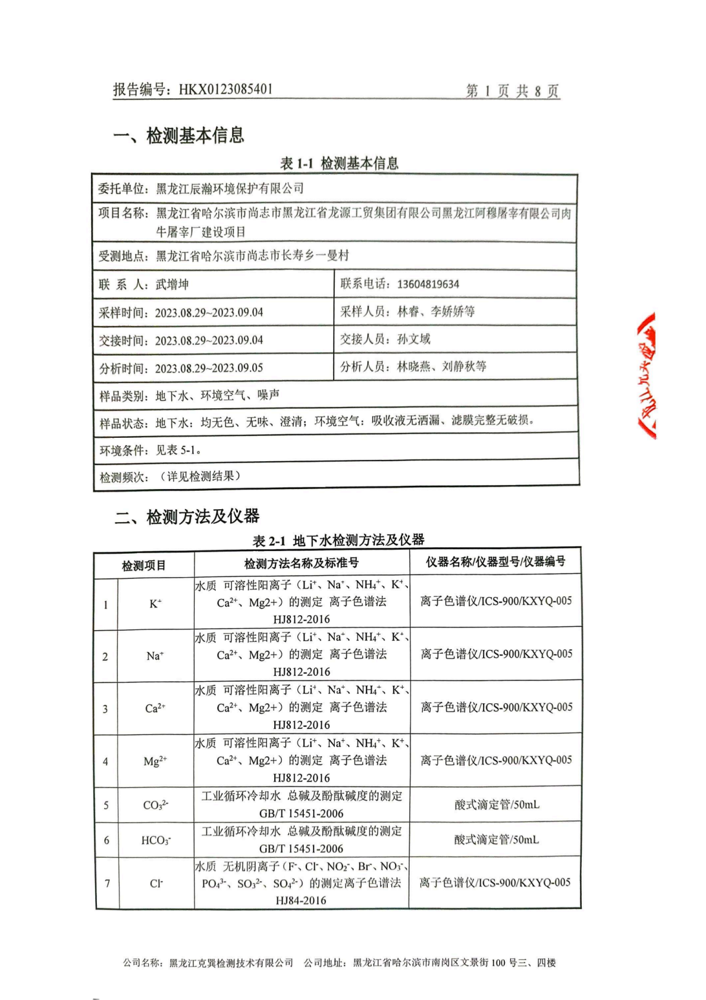 报告编号：HKX0123085401 第 1 页 共 8 页
一、检测基本信息
表 1-1 检测基本信息
委托单位：黑龙江辰瀚环境保护有限公司
项目名称：黑龙江省哈尔滨市尚志市黑龙江省龙源工贸集团有限公司黑龙江阿穆屠宰有限公司肉
牛屠宰厂建设项目
受测地点：黑龙江省哈尔滨市尚志市长寿乡一曼村
联 系 人：武增坤 联系电话：13604819634
采样时间：2023.08.29~2023.09.04 采样人员：林睿、李娇娇等
交接时间：2023.08.29~2023.09.04 交接人员：孙文域
分析时间：2023.08.29~2023.09.05 分析人员：林晓燕、刘静秋等
样品类别：地下水、环境空气、噪声
样品状态：地下水：均无色、无味、澄清；环境空气：吸收液无洒漏、滤膜完整无破损。
环境条件：见表 5-1。
检测频次：（详见检测结果）
二、检测方法及仪器
表 2-1 地下水检测方法及仪器
检测项目 检测方法名称及标准号 仪器名称/仪器型号/仪器编号
水质 可溶性阳离子（Li⁺、Na⁺、NH₄⁺、K⁺、
1 K⁺ Ca²⁺、Mg2+）的测定 离子色谱法 离子色谱仪/ICS-900/KXYQ-005
HJ812-2016
水质 可溶性阳离子（Li⁺、Na⁺、NH₄⁺、K⁺、
2 Na⁺ Ca²⁺、Mg2+）的测定 离子色谱法 离子色谱仪/ICS-900/KXYQ-005
HJ812-2016
水质 可溶性阳离子（Li⁺、Na⁺、NH₄⁺、K⁺、
3 Ca²⁺ Ca²⁺、Mg2+）的测定 离子色谱法 离子色谱仪/ICS-900/KXYQ-005
HJ812-2016
水质 可溶性阳离子（Li⁺、Na⁺、NH₄⁺、K⁺、
4 Mg²⁺ Ca²⁺、Mg2+）的测定 离子色谱法 离子色谱仪/ICS-900/KXYQ-005
HJ812-2016
工业循环冷却水 总碱及酚酞碱度的测定
5 CO₃²⁻ GB/T 15451-2006 酸式滴定管/50mL
工业循环冷却水 总碱及酚酞碱度的测定
6 HCO₃⁻ GB/T 15451-2006 酸式滴定管/50mL
水质 无机阴离子（F⁻、Cl⁻、NO₂⁻、Br⁻、NO₃⁻、
7 Cl⁻ PO₄³⁻、SO₃²⁻、SO₄²⁻）的测定离子色谱法 离子色谱仪/ICS-900/KXYQ-005
HJ84-2016
公司名称：黑龙江克巽检测技术有限公司 公司地址：黑龙江省哈尔滨市南岗区文景街 100 号三、四楼